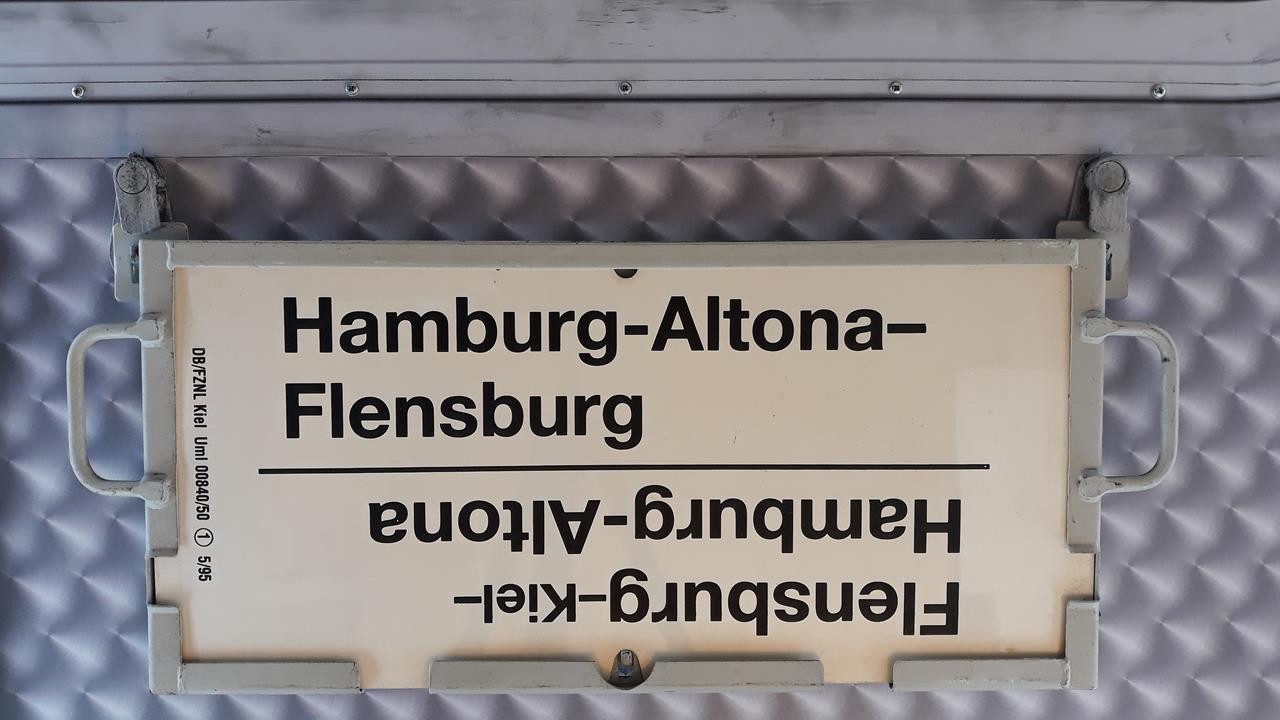 Hamburg-Altona–
Flensburg
Flensburg–Kiel–
Hamburg-Altona
DB/FZNL Kiel Uml 00840/50 ① 5/95